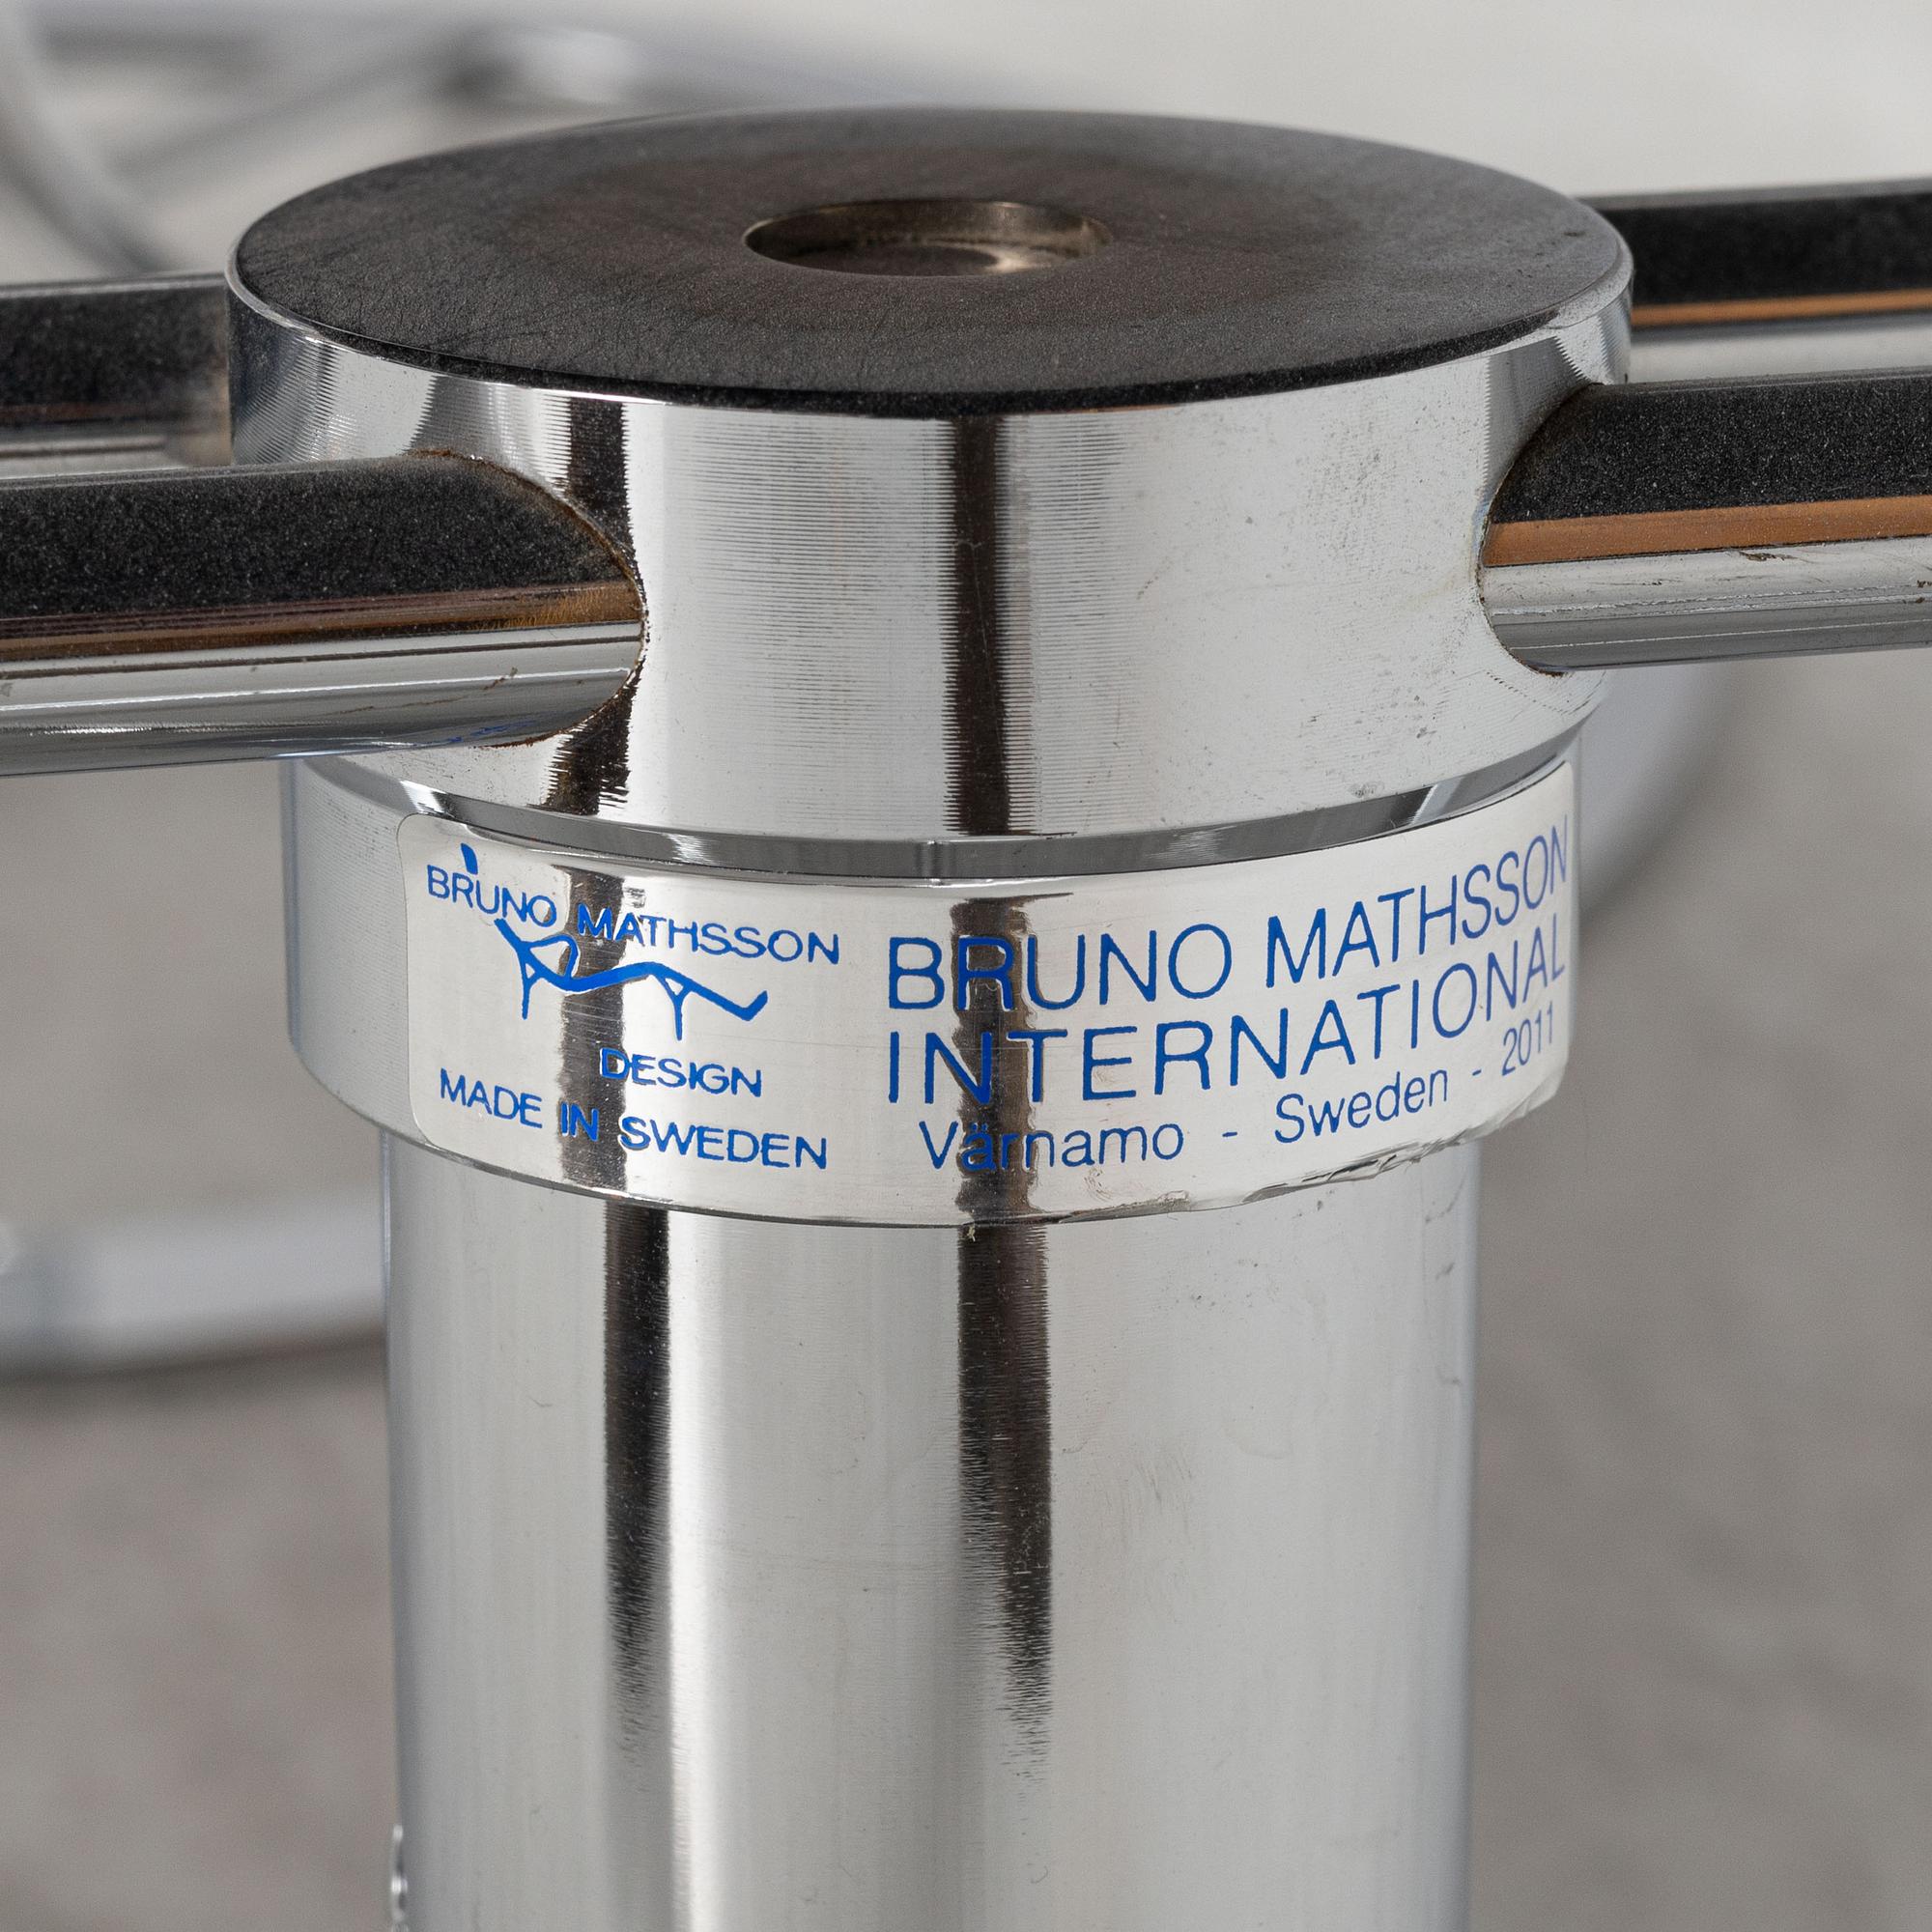 BRUNO MATHSSON
DESIGN
MADE IN SWEDEN
BRUNO MATHSSON
INTERNATIONAL
Värnamo - Sweden - 2011